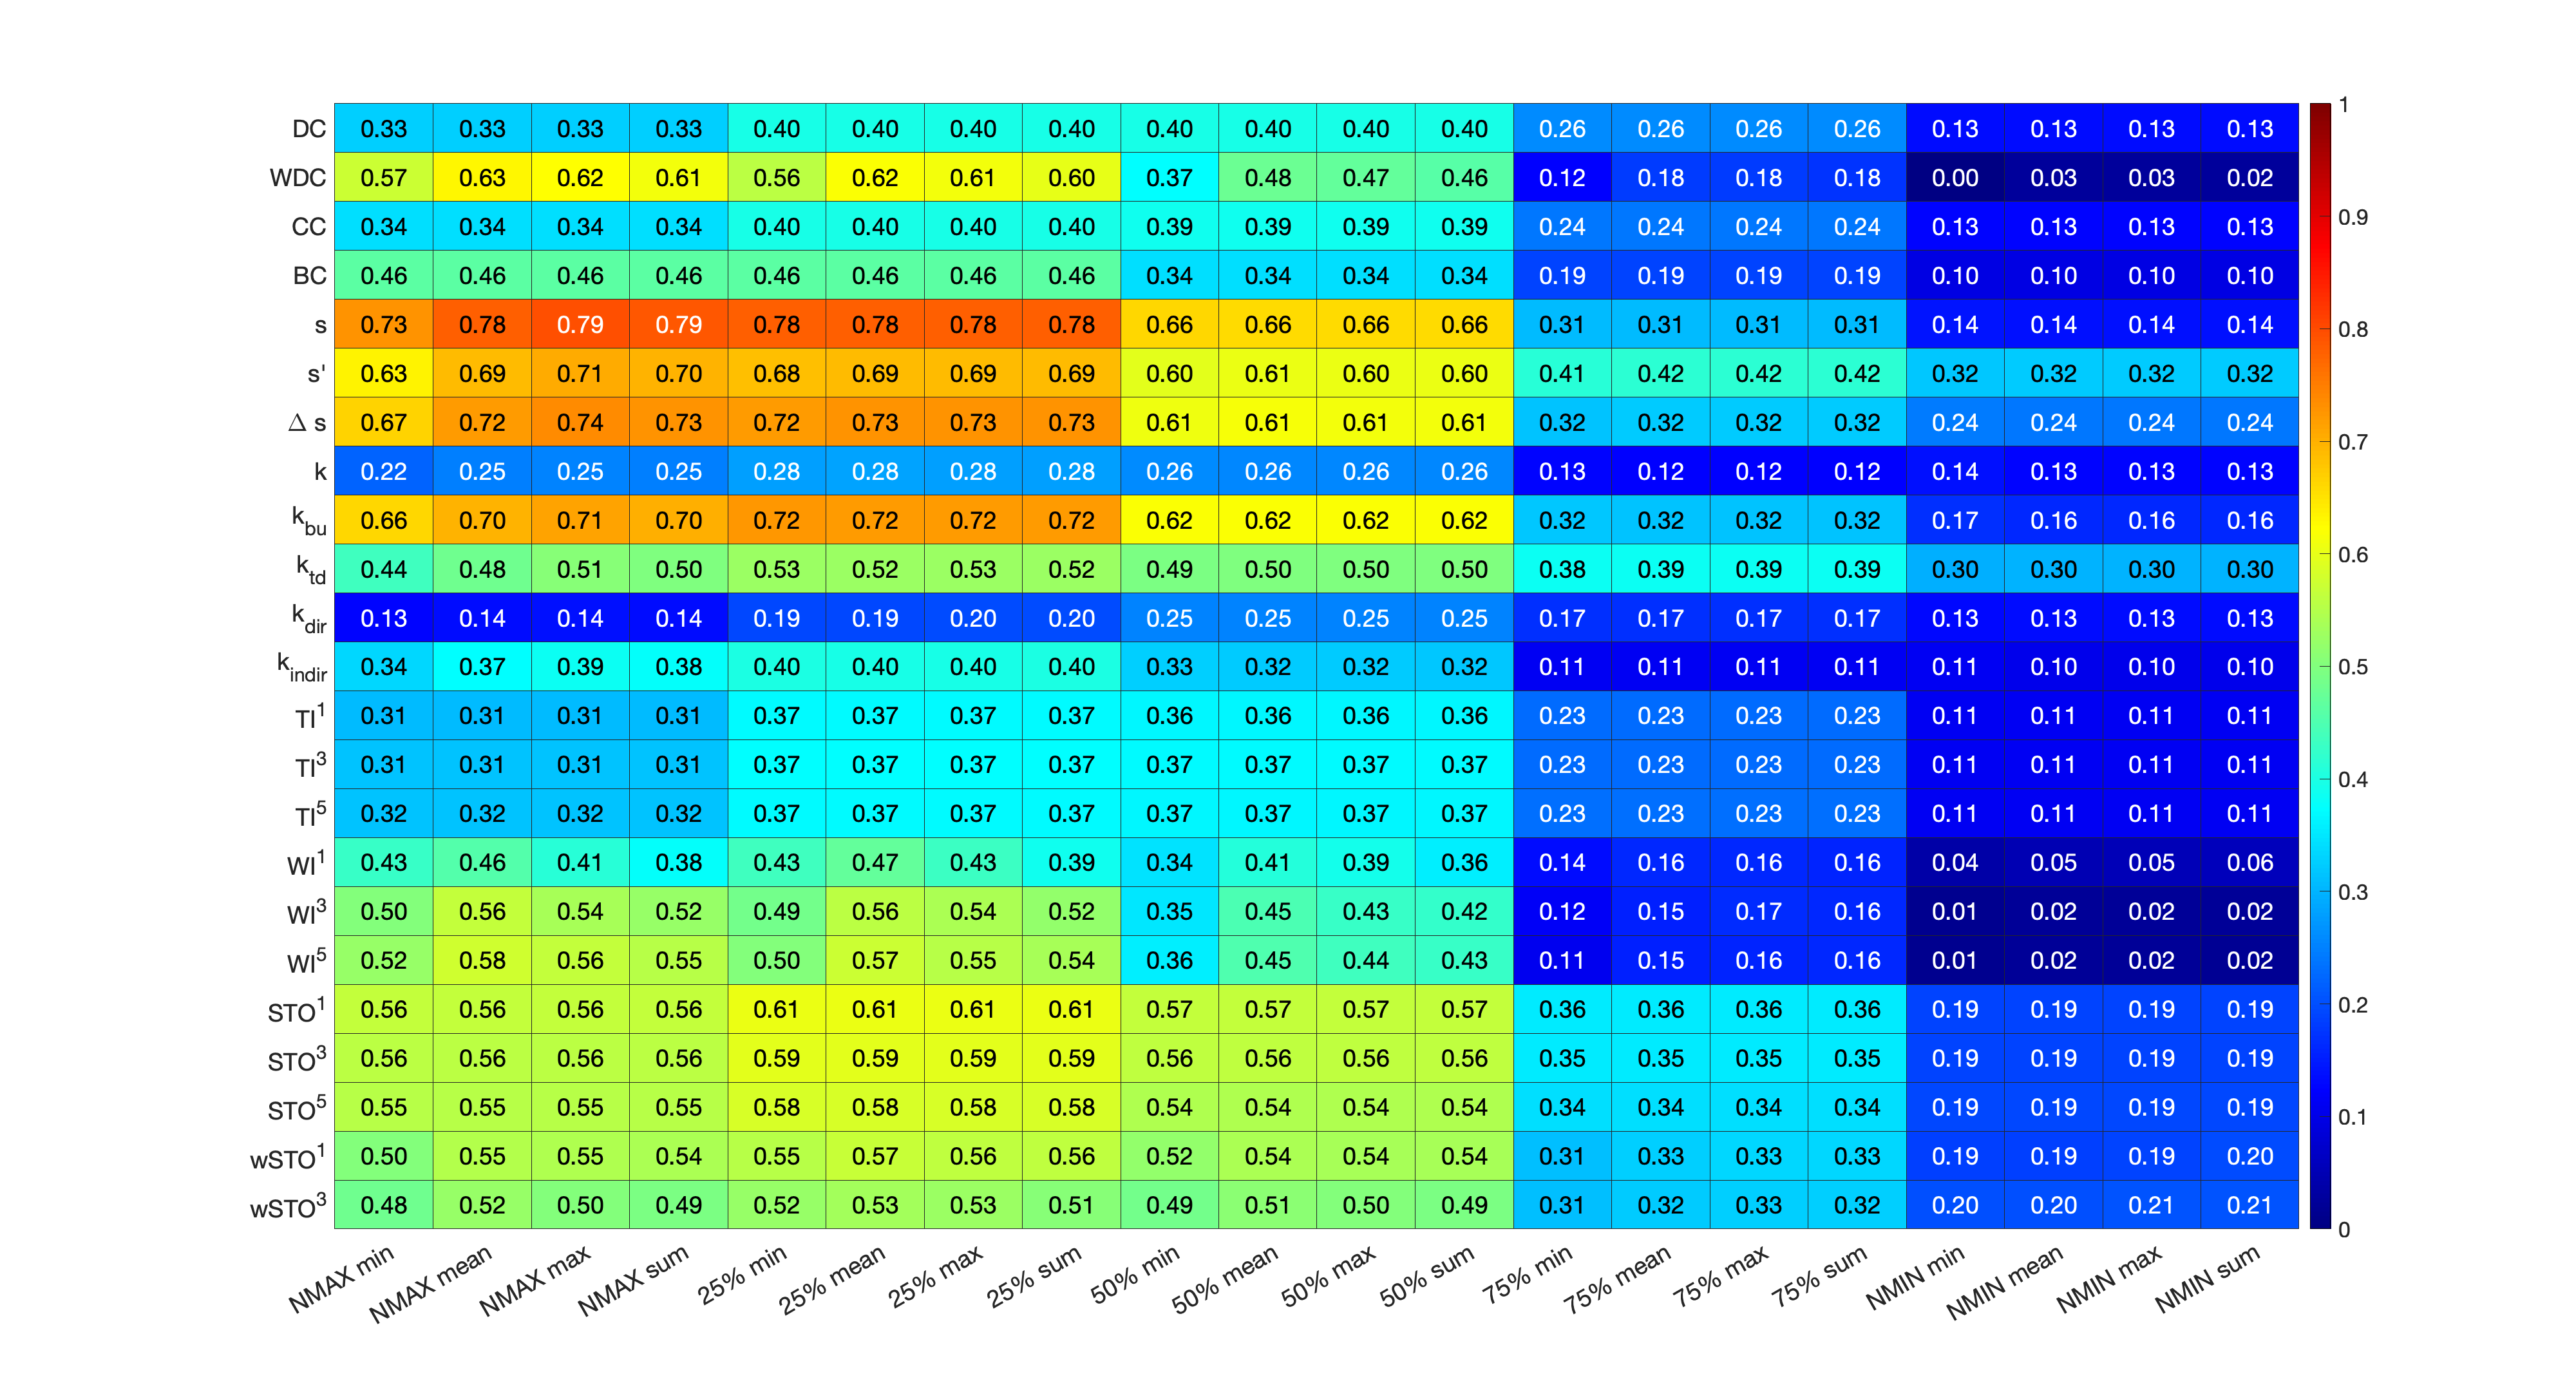 DC 0.33 0.33 0.33 0.33 0.40 0.40 0.40 0.40 0.40 0.40 0.40 0.40 0.26 0.26 0.26 0.26 0.13 0.13 0.13 0.13
WDC 0.57 0.63 0.62 0.61 0.56 0.62 0.61 0.60 0.37 0.48 0.47 0.46 0.12 0.18 0.18 0.18 0.00 0.03 0.03 0.02
CC 0.34 0.34 0.34 0.34 0.40 0.40 0.40 0.40 0.39 0.39 0.39 0.39 0.24 0.24 0.24 0.24 0.13 0.13 0.13 0.13
BC 0.46 0.46 0.46 0.46 0.46 0.46 0.46 0.46 0.34 0.34 0.34 0.34 0.19 0.19 0.19 0.19 0.10 0.10 0.10 0.10
s 0.73 0.78 0.79 0.79 0.78 0.78 0.78 0.78 0.66 0.66 0.66 0.66 0.31 0.31 0.31 0.31 0.14 0.14 0.14 0.14
s' 0.63 0.69 0.71 0.70 0.68 0.69 0.69 0.69 0.60 0.61 0.60 0.60 0.41 0.42 0.42 0.42 0.32 0.32 0.32 0.32
Δ s 0.67 0.72 0.74 0.73 0.72 0.73 0.73 0.73 0.61 0.61 0.61 0.61 0.32 0.32 0.32 0.32 0.24 0.24 0.24 0.24
k 0.22 0.25 0.25 0.25 0.28 0.28 0.28 0.28 0.26 0.26 0.26 0.26 0.13 0.12 0.12 0.12 0.14 0.13 0.13 0.13
k_bu 0.66 0.70 0.71 0.70 0.72 0.72 0.72 0.72 0.62 0.62 0.62 0.62 0.32 0.32 0.32 0.32 0.17 0.16 0.16 0.16
k_td 0.44 0.48 0.51 0.50 0.53 0.52 0.53 0.52 0.49 0.50 0.50 0.50 0.38 0.39 0.39 0.39 0.30 0.30 0.30 0.30
k_dir 0.13 0.14 0.14 0.14 0.19 0.19 0.20 0.20 0.25 0.25 0.25 0.25 0.17 0.17 0.17 0.17 0.13 0.13 0.13 0.13
k_indir 0.34 0.37 0.39 0.38 0.40 0.40 0.40 0.40 0.33 0.32 0.32 0.32 0.11 0.11 0.11 0.11 0.11 0.10 0.10 0.10
TI¹ 0.31 0.31 0.31 0.31 0.37 0.37 0.37 0.37 0.36 0.36 0.36 0.36 0.23 0.23 0.23 0.23 0.11 0.11 0.11 0.11
TI³ 0.31 0.31 0.31 0.31 0.37 0.37 0.37 0.37 0.37 0.37 0.37 0.37 0.23 0.23 0.23 0.23 0.11 0.11 0.11 0.11
TI⁵ 0.32 0.32 0.32 0.32 0.37 0.37 0.37 0.37 0.37 0.37 0.37 0.37 0.23 0.23 0.23 0.23 0.11 0.11 0.11 0.11
WI¹ 0.43 0.46 0.41 0.38 0.43 0.47 0.43 0.39 0.34 0.41 0.39 0.36 0.14 0.16 0.16 0.16 0.04 0.05 0.05 0.06
WI³ 0.50 0.56 0.54 0.52 0.49 0.56 0.54 0.52 0.35 0.45 0.43 0.42 0.12 0.15 0.17 0.16 0.01 0.02 0.02 0.02
WI⁵ 0.52 0.58 0.56 0.55 0.50 0.57 0.55 0.54 0.36 0.45 0.44 0.43 0.11 0.15 0.16 0.16 0.01 0.02 0.02 0.02
STO¹ 0.56 0.56 0.56 0.56 0.61 0.61 0.61 0.61 0.57 0.57 0.57 0.57 0.36 0.36 0.36 0.36 0.19 0.19 0.19 0.19
STO³ 0.56 0.56 0.56 0.56 0.59 0.59 0.59 0.59 0.56 0.56 0.56 0.56 0.35 0.35 0.35 0.35 0.19 0.19 0.19 0.19
STO⁵ 0.55 0.55 0.55 0.55 0.58 0.58 0.58 0.58 0.54 0.54 0.54 0.54 0.34 0.34 0.34 0.34 0.19 0.19 0.19 0.19
wSTO¹ 0.50 0.55 0.55 0.54 0.55 0.57 0.56 0.56 0.52 0.54 0.54 0.54 0.31 0.33 0.33 0.33 0.19 0.19 0.19 0.20
wSTO³ 0.48 0.52 0.50 0.49 0.52 0.53 0.53 0.51 0.49 0.51 0.50 0.49 0.31 0.32 0.33 0.32 0.20 0.20 0.21 0.21
NMAX min NMAX mean NMAX max NMAX sum 25% min 25% mean 25% max 25% sum 50% min 50% mean 50% max 50% sum 75% min 75% mean 75% max 75% sum NMIN min NMIN mean NMIN max NMIN sum
1
0.9
0.8
0.7
0.6
0.5
0.4
0.3
0.2
0.1
0